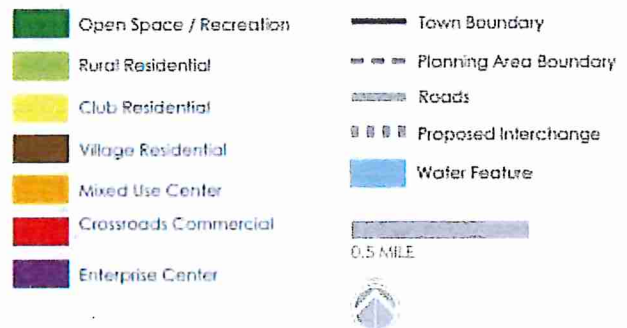 Open Space / Recreation
Rural Residential
Club Residential
Village Residential
Mixed Use Center
Crossroads Commercial
Enterprise Center
Town Boundary
Planning Area Boundary
Roads
Proposed Interchange
Water Feature
0.5 MILE